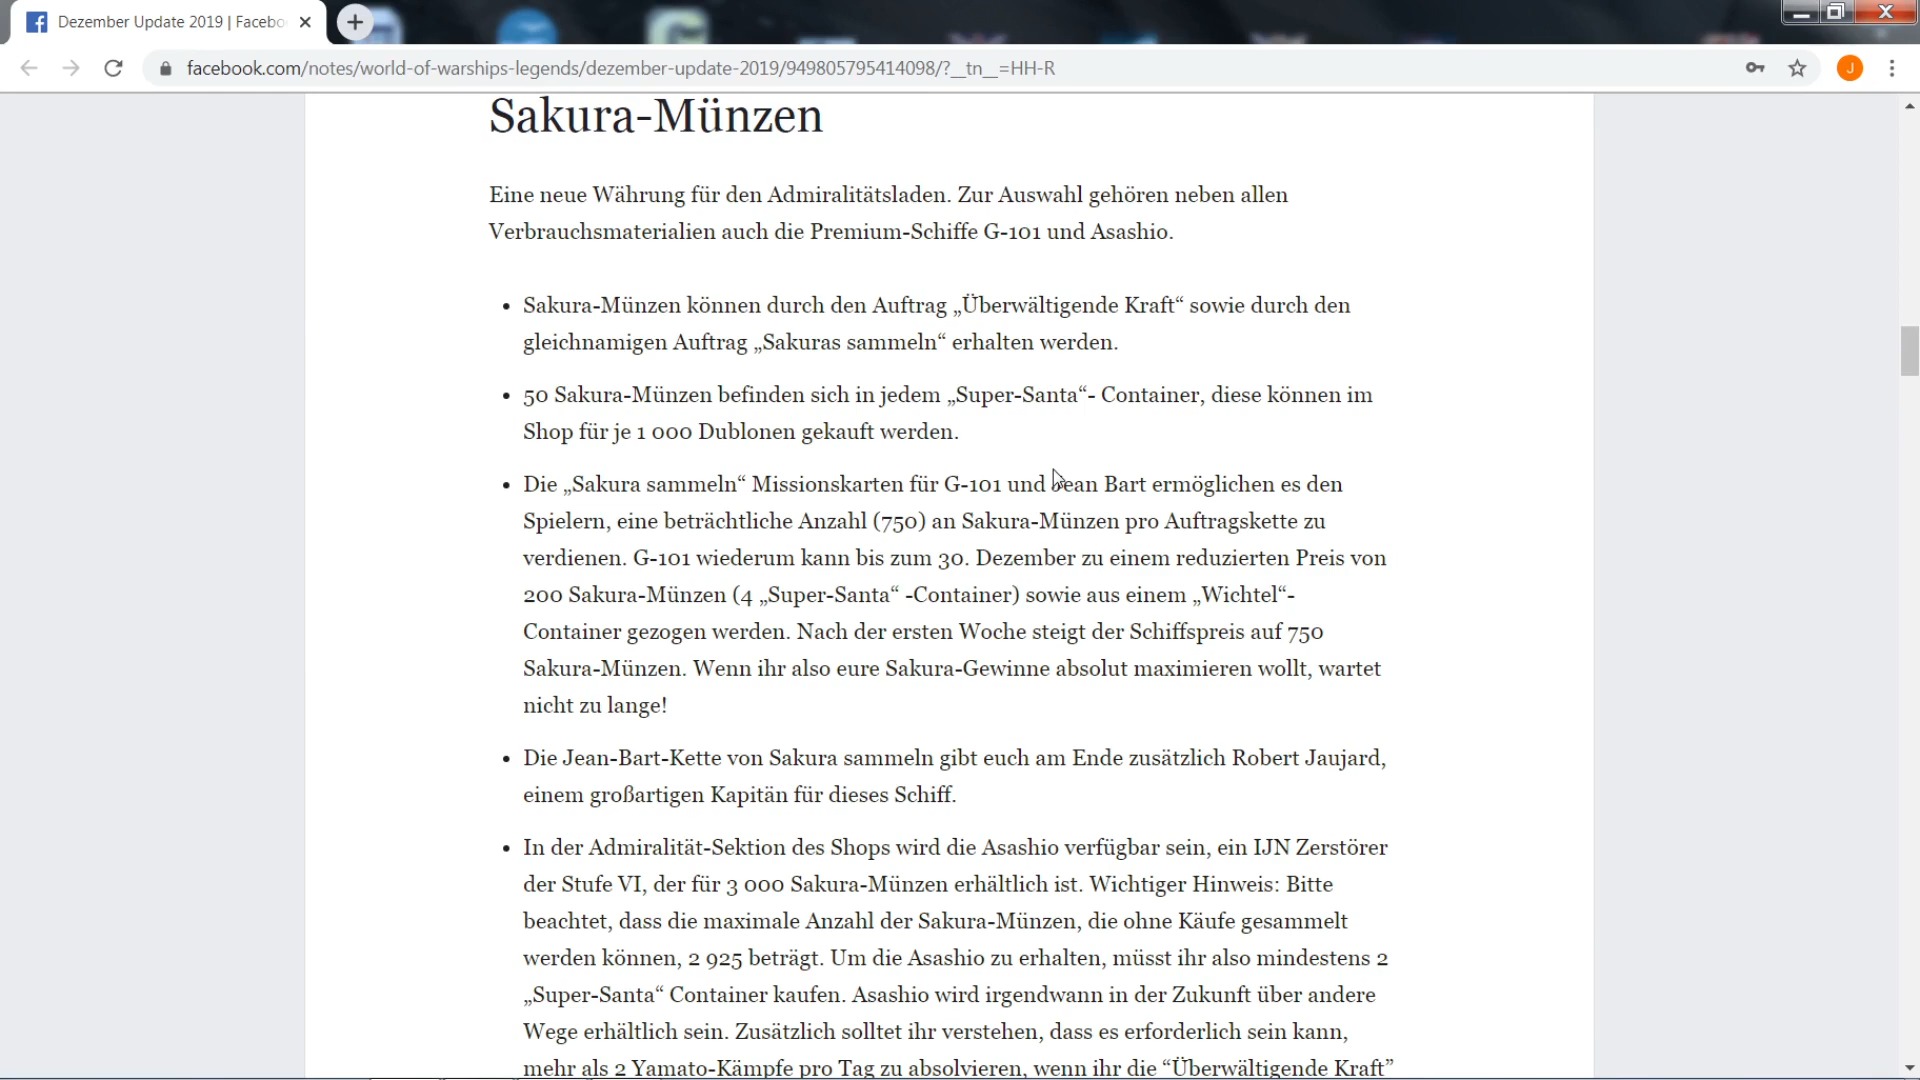 Dezember Update 2019 | Facebo
facebook.com/notes/world-of-warships-legends/dezember-update-2019/949805795414098/?__tn__=HH-R
J
Sakura-Münzen
Eine neue Währung für den Admiralitätsladen. Zur Auswahl gehören neben allen
Verbrauchsmaterialien auch die Premium-Schiffe G-101 und Asashio.
• Sakura-Münzen können durch den Auftrag „Überwältigende Kraft“ sowie durch den
gleichnamigen Auftrag „Sakuras sammeln“ erhalten werden.
• 50 Sakura-Münzen befinden sich in jedem „Super-Santa“- Container, diese können im
Shop für je 1 000 Dublonen gekauft werden.
• Die „Sakura sammeln“ Missionskarten für G-101 und Jean Bart ermöglichen es den
Spielern, eine beträchtliche Anzahl (750) an Sakura-Münzen pro Auftragskette zu
verdienen. G-101 wiederum kann bis zum 30. Dezember zu einem reduzierten Preis von
200 Sakura-Münzen (4 „Super-Santa“ -Container) sowie aus einem „Wichtel“-
Container gezogen werden. Nach der ersten Woche steigt der Schiffspreis auf 750
Sakura-Münzen. Wenn ihr also eure Sakura-Gewinne absolut maximieren wollt, wartet
nicht zu lange!
• Die Jean-Bart-Kette von Sakura sammeln gibt euch am Ende zusätzlich Robert Jaujard,
einem großartigen Kapitän für dieses Schiff.
• In der Admiralität-Sektion des Shops wird die Asashio verfügbar sein, ein IJN Zerstörer
der Stufe VI, der für 3 000 Sakura-Münzen erhältlich ist. Wichtiger Hinweis: Bitte
beachtet, dass die maximale Anzahl der Sakura-Münzen, die ohne Käufe gesammelt
werden können, 2 925 beträgt. Um die Asashio zu erhalten, müsst ihr also mindestens 2
„Super-Santa“ Container kaufen. Asashio wird irgendwann in der Zukunft über andere
Wege erhältlich sein. Zusätzlich solltet ihr verstehen, dass es erforderlich sein kann,
mehr als 2 Yamato-Kämpfe pro Tag zu absolvieren, wenn ihr die “Überwältigende Kraft”